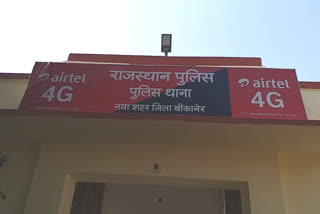 airtel
4G
राजस्थान पुलिस
पुलिस थाना
नया शहर जिला बीकानेर
airtel
4G